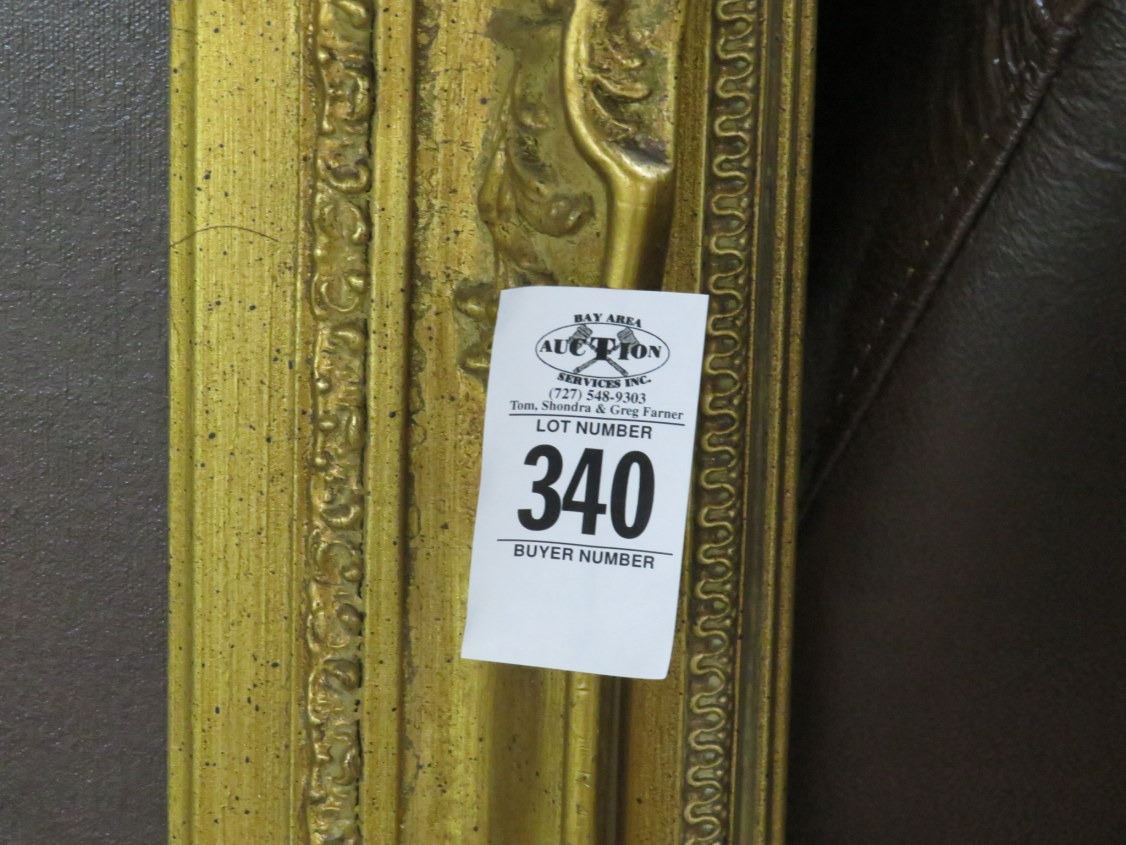 BAY AREA
AUCTION
SERVICES INC.
(727) 548-9303
Tom, Shondra & Greg Farner
LOT NUMBER
340
BUYER NUMBER